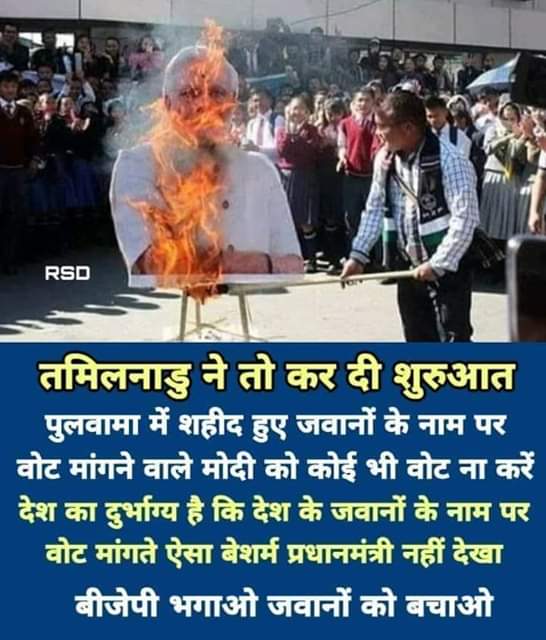 RSD
तमिलनाडु ने तो कर दी शुरुआत
पुलवामा में शहीद हुए जवानों के नाम पर
वोट मांगने वाले मोदी को कोई भी वोट ना करें
देश का दुर्भाग्य है कि देश के जवानों के नाम पर
वोट मांगते ऐसा बेशर्म प्रधानमंत्री नहीं देखा
बीजेपी भगाओ जवानों को बचाओ